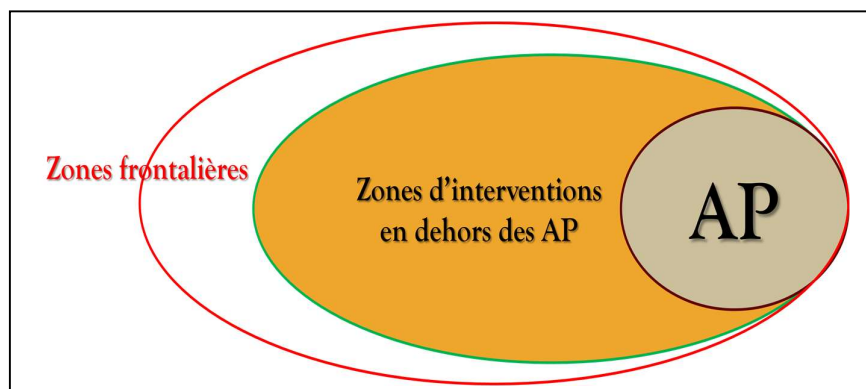 Zones frontalières
Zones d'interventions
en dehors des AP
AP